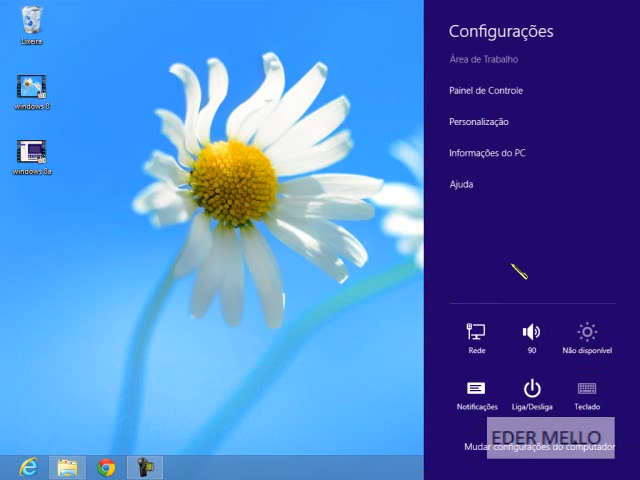 Lixeira
windows 8
windows 8a
Configurações
Área de Trabalho
Painel de Controle
Personalização
Informações do PC
Ajuda
Rede
90
Não disponível
Notificações
Liga/Desliga
Teclado
EDER MELLO
Mudar configurações do computador